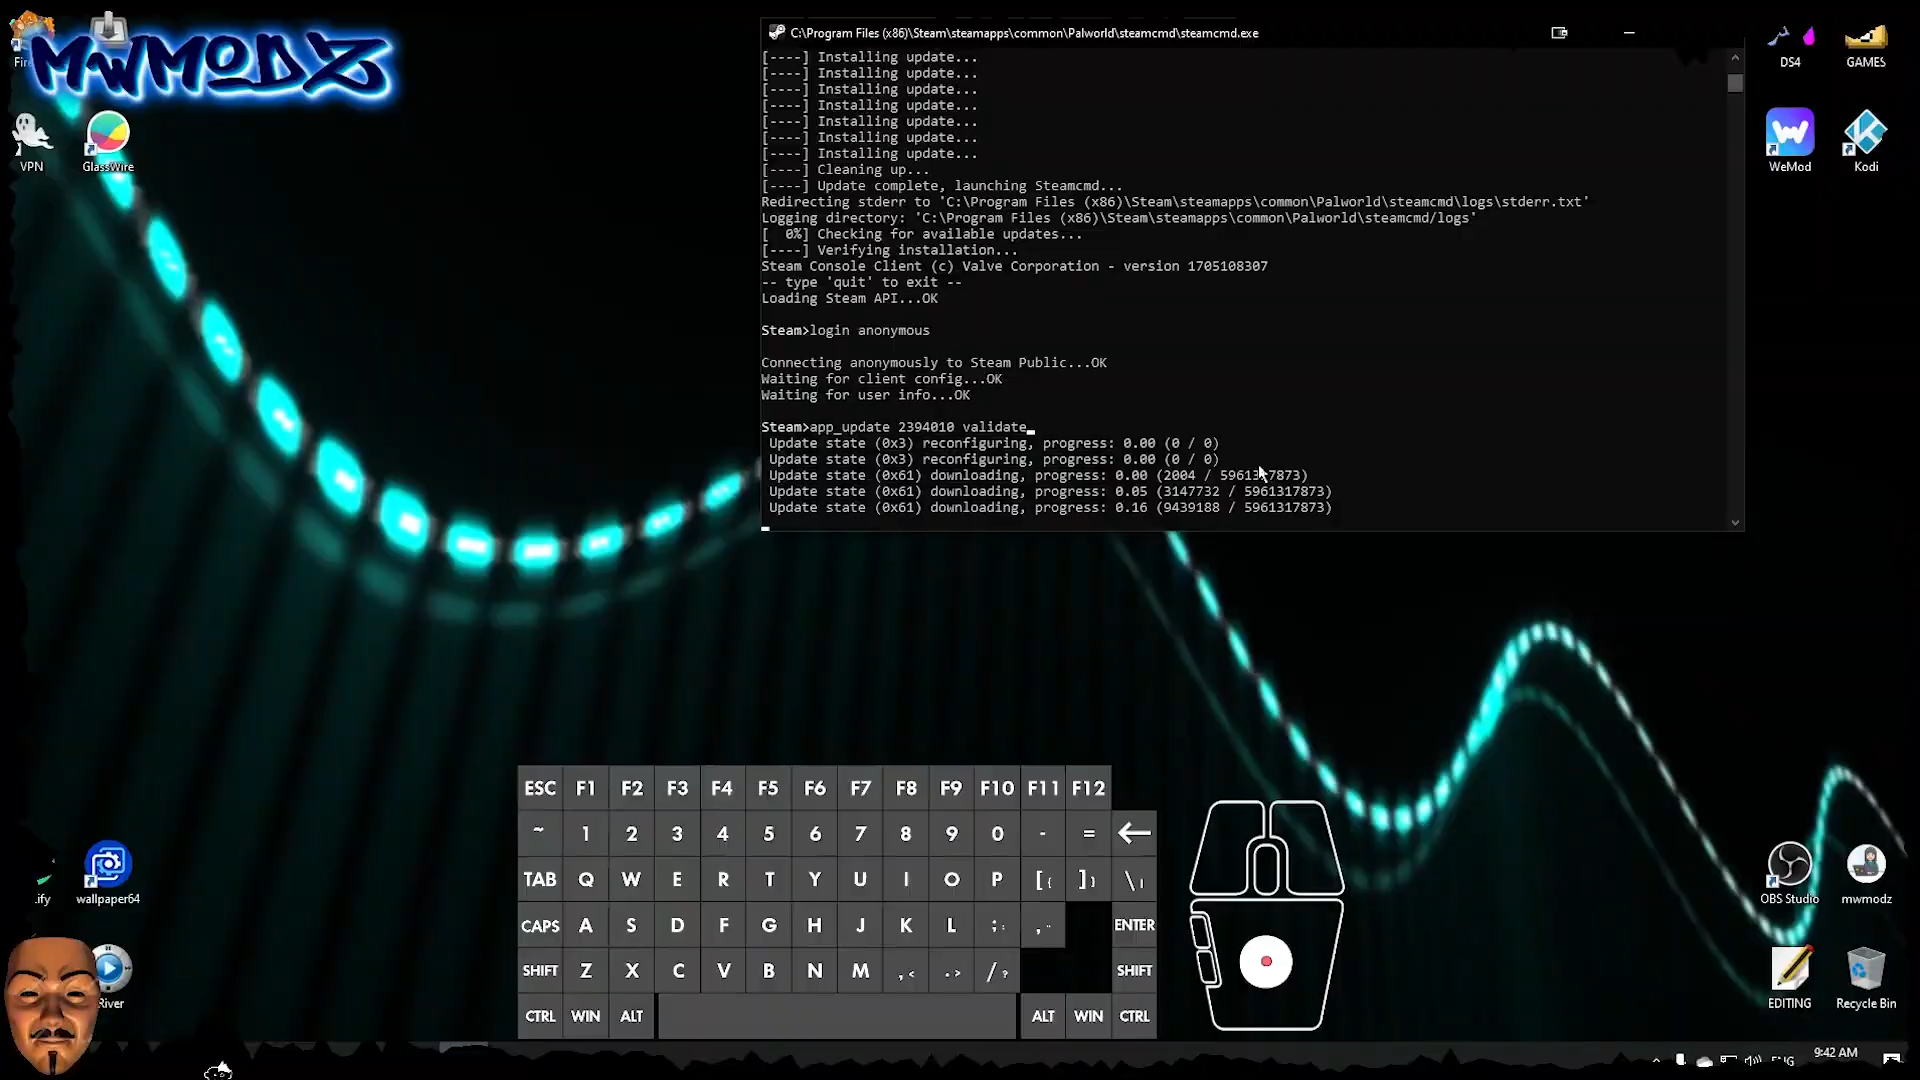 MWMODZ
C:\Program Files (x86)\Steam\steamapps\common\Palworld\steamcmd\steamcmd.exe
[----] Installing update...
[----] Installing update...
[----] Installing update...
[----] Installing update...
[----] Installing update...
[----] Installing update...
[----] Installing update...
[----] Cleaning up...
[----] Update complete, launching Steamcmd...
Redirecting stderr to 'C:\Program Files (x86)\Steam\steamapps\common\Palworld\steamcmd\logs\stderr.txt'
Logging directory: 'C:\Program Files (x86)\Steam\steamapps\common\Palworld\steamcmd/logs'
[  0%] Checking for available updates...
[----] Verifying installation...
Steam Console Client (c) Valve Corporation - version 1705108307
-- type 'quit' to exit --
Loading Steam API...OK
Steam>login anonymous
Connecting anonymously to Steam Public...OK
Waiting for client config...OK
Waiting for user info...OK
Steam>app_update 2394010 validate
Update state (0x3) reconfiguring, progress: 0.00 (0 / 0)
Update state (0x3) reconfiguring, progress: 0.00 (0 / 0)
Update state (0x61) downloading, progress: 0.00 (2004 / 5961317873)
Update state (0x61) downloading, progress: 0.05 (3147732 / 5961317873)
Update state (0x61) downloading, progress: 0.16 (9439188 / 5961317873)
DS4 GAMES
VPN GlassWire
WeMod Kodi
ESC F1 F2 F3 F4 F5 F6 F7 F8 F9 F10 F11 F12
~ 1 2 3 4 5 6 7 8 9 0 - = ←
TAB Q W E R T Y U I O P [{ ]} \|
CAPS A S D F G H J K L ;: ," ENTER
SHIFT Z X C V B N M ,< .> /? SHIFT
CTRL WIN ALT ALT WIN CTRL
ify wallpaper64
OBS Studio mwmodz
River
EDITING Recycle Bin
ENG 9:42 AM